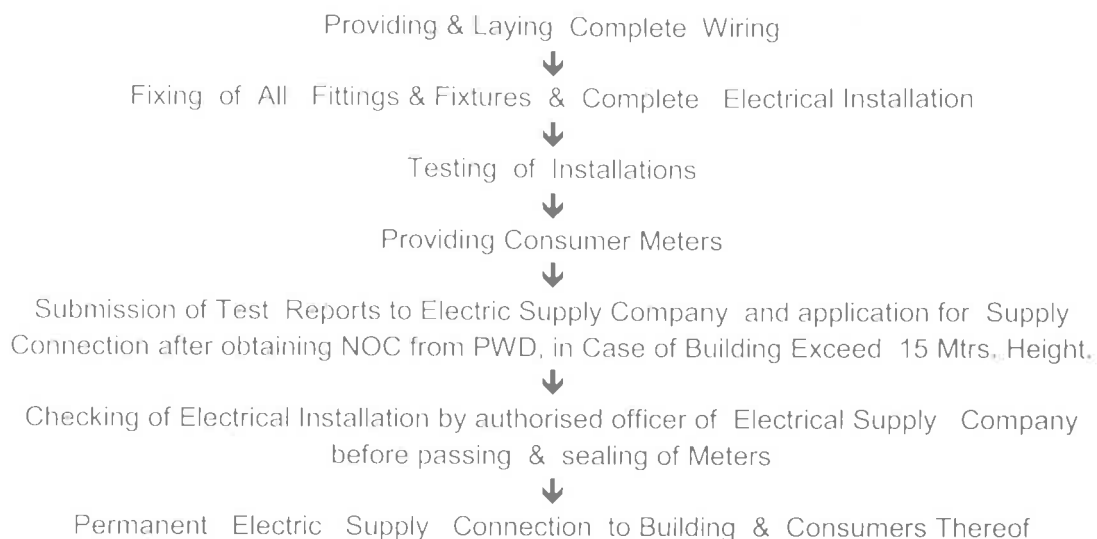 Providing & Laying Complete Wiring
Fixing of All Fittings & Fixtures & Complete Electrical Installation
Testing of Installations
Providing Consumer Meters
Submission of Test Reports to Electric Supply Company and application for Supply
Connection after obtaining NOC from PWD, in Case of Building Exceed 15 Mtrs. Height.
Checking of Electrical Installation by authorised officer of Electrical Supply Company
before passing & sealing of Meters
Permanent Electric Supply Connection to Building & Consumers Thereof